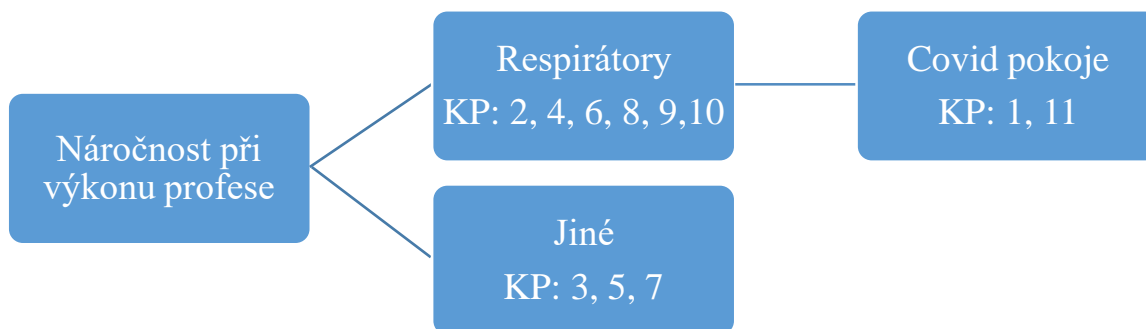 Náročnost při
výkonu profese
Respirátory
KP: 2, 4, 6, 8, 9,10
Covid pokoje
KP: 1, 11
Jiné
KP: 3, 5, 7